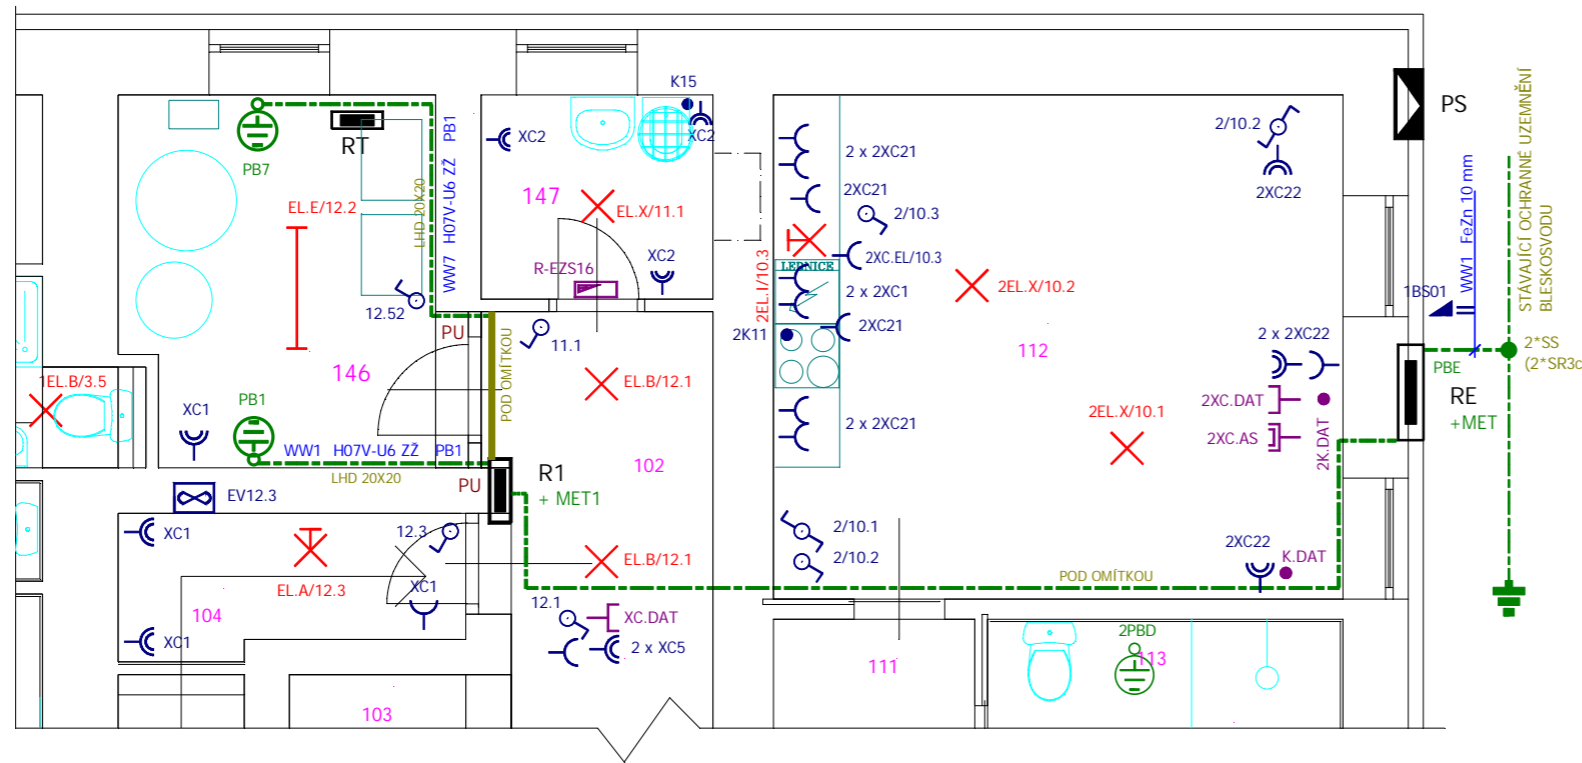 K15
PS
RT
PB7
WW7 H07V-U6 ZŽ PB1
LHD 20X20
XC2
XC2
147
EL.X/11.1
XC2
R-EZS16
EL.E/12.2
12.52
PU
11.1
POD OMÍTKOU
146
1EL.B/3.5
XC1
PB1
WW1 H07V-U6 ZŽ PB1
LHD 20X20
PU
R1
+ MET1
EL.B/12.1
102
EL.B/12.1
EV12.3
XC1
12.3
EL.A/12.3
XC1
104
XC1
12.1
XC.DAT
2 x XC5
103
2 x 2XC21
2XC21
2/10.3
2XC.EL/10.3
2EL.I/10.3
LEDNICE
2 x 2XC1
2XC21
2K11
2 x 2XC21
2/10.2
2XC22
2EL.X/10.2
112
2 x 2XC22
2XC.DAT
2XC.AS
2K.DAT
2EL.X/10.1
2/10.1
2/10.2
2XC22
K.DAT
POD OMÍTKOU
111
2PBD
113
1BS01
WW1 FeZn 10 mm
STÁVAJÍCÍ OCHRANNÉ UZEMNĚNÍ
BLESKOSVODU
PBE
RE
+MET
2*SS
(2*SR3c